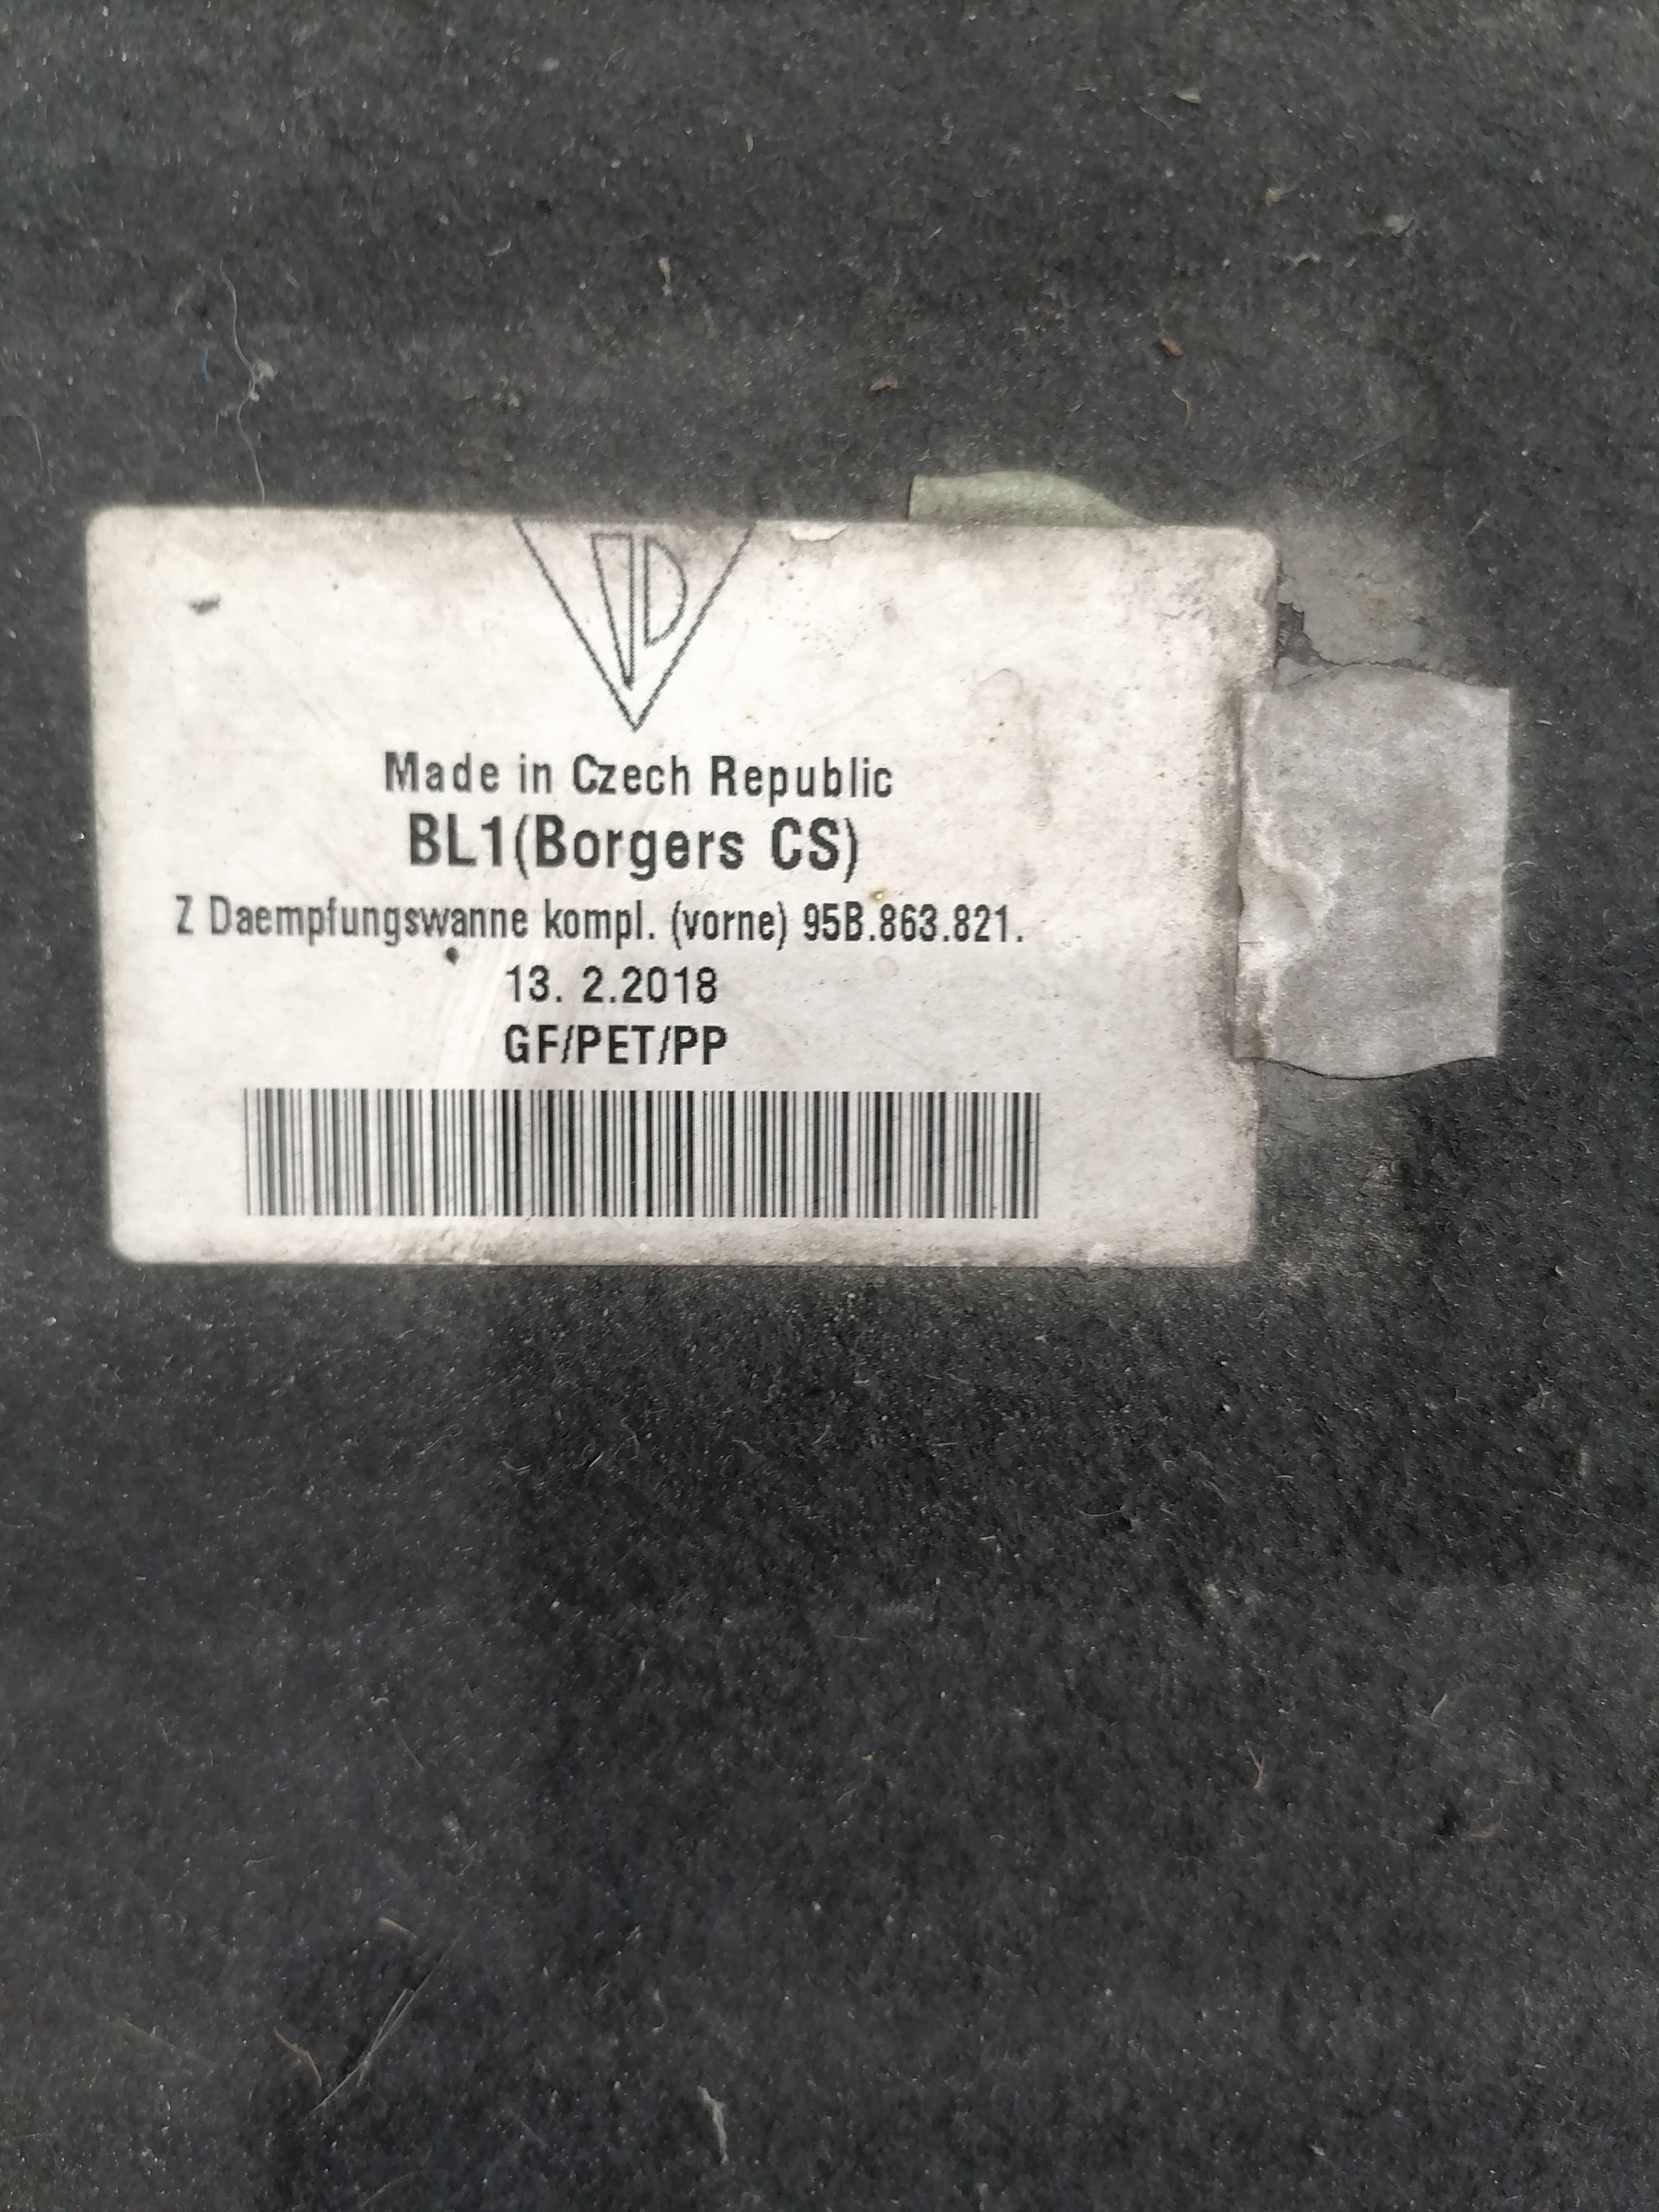 Made in Czech Republic
BL1(Borgers CS)
Z Daempfungswanne kompl. (vorne) 95B.863.821.
13. 2.2018
GF/PET/PP